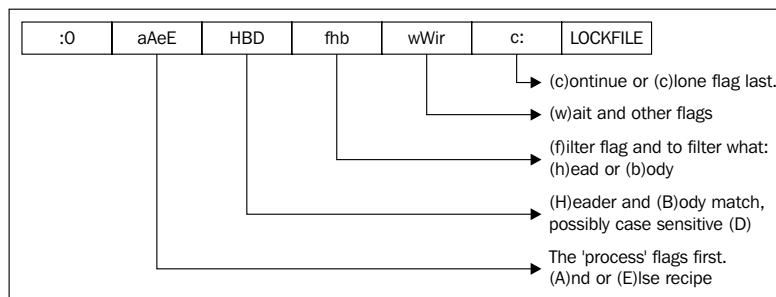 :0 aAeE HBD fhb wWir c: LOCKFILE
(c)ontinue or (c)lone flag last.
(w)ait and other flags
(f)ilter flag and to filter what:
(h)ead or (b)ody
(H)eader and (B)ody match,
possibly case sensitive (D)
The 'process' flags first.
(A)nd or (E)lse recipe